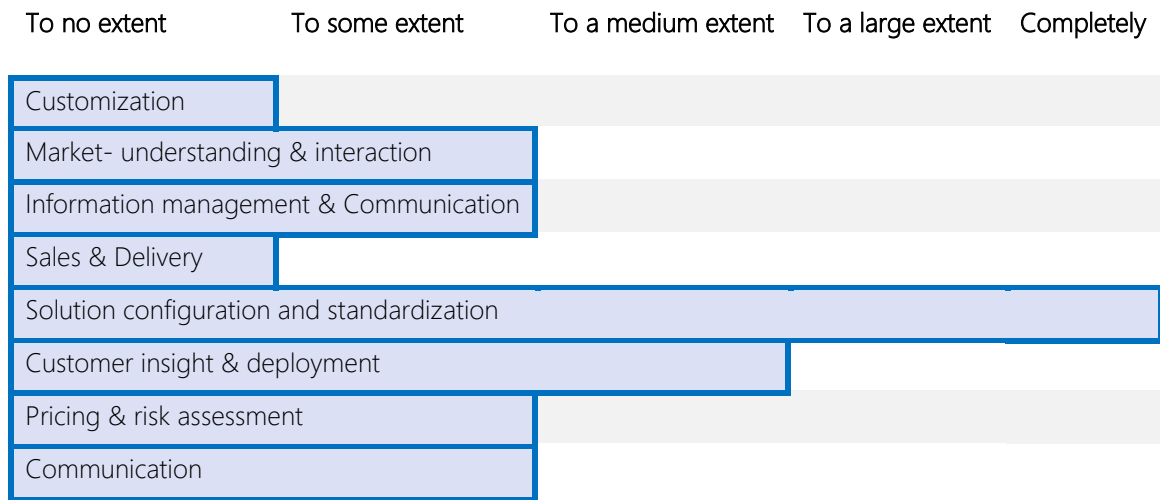 To no extent To some extent To a medium extent To a large extent Completely
Customization
Market- understanding & interaction
Information management & Communication
Sales & Delivery
Solution configuration and standardization
Customer insight & deployment
Pricing & risk assessment
Communication